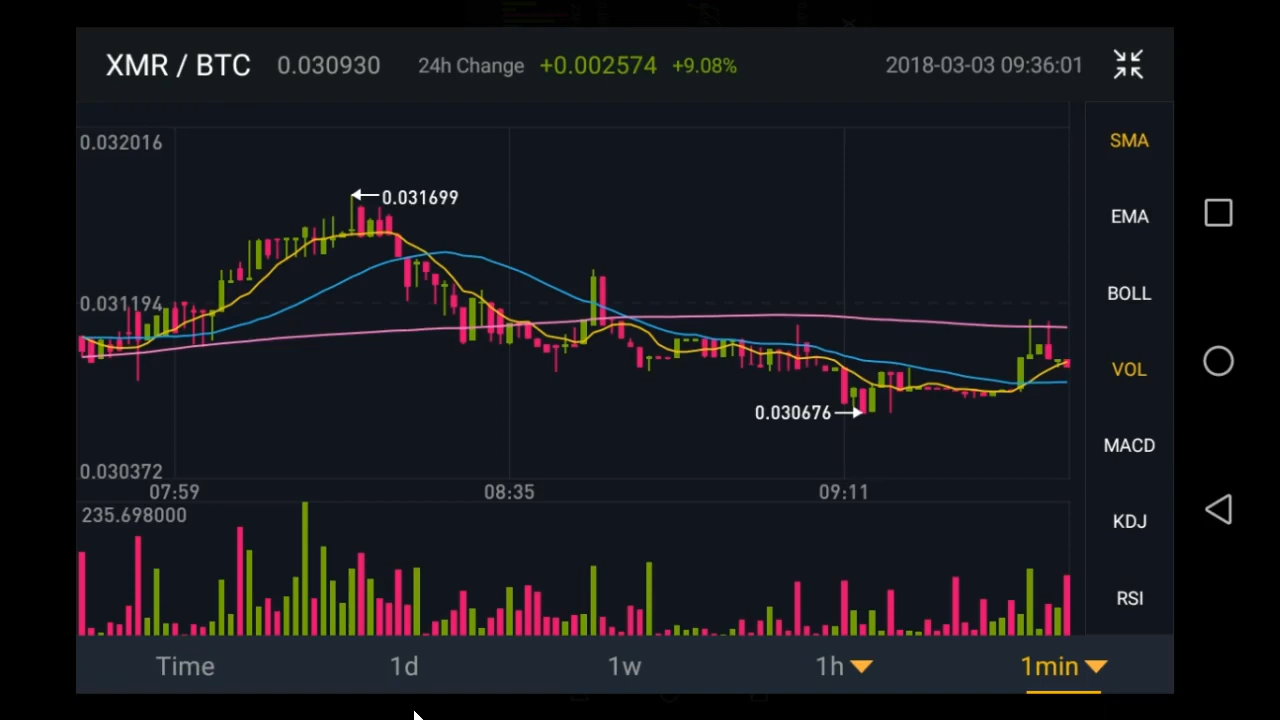 XMR / BTC 0.030930 24h Change +0.002574 +9.08% 2018-03-03 09:36:01
0.032016
SMA
0.031699
EMA
BOLL
0.031194
VOL
0.030676
MACD
0.030372
07:59 08:35 09:11
235.698000
KDJ
RSI
Time 1d 1w 1h 1min